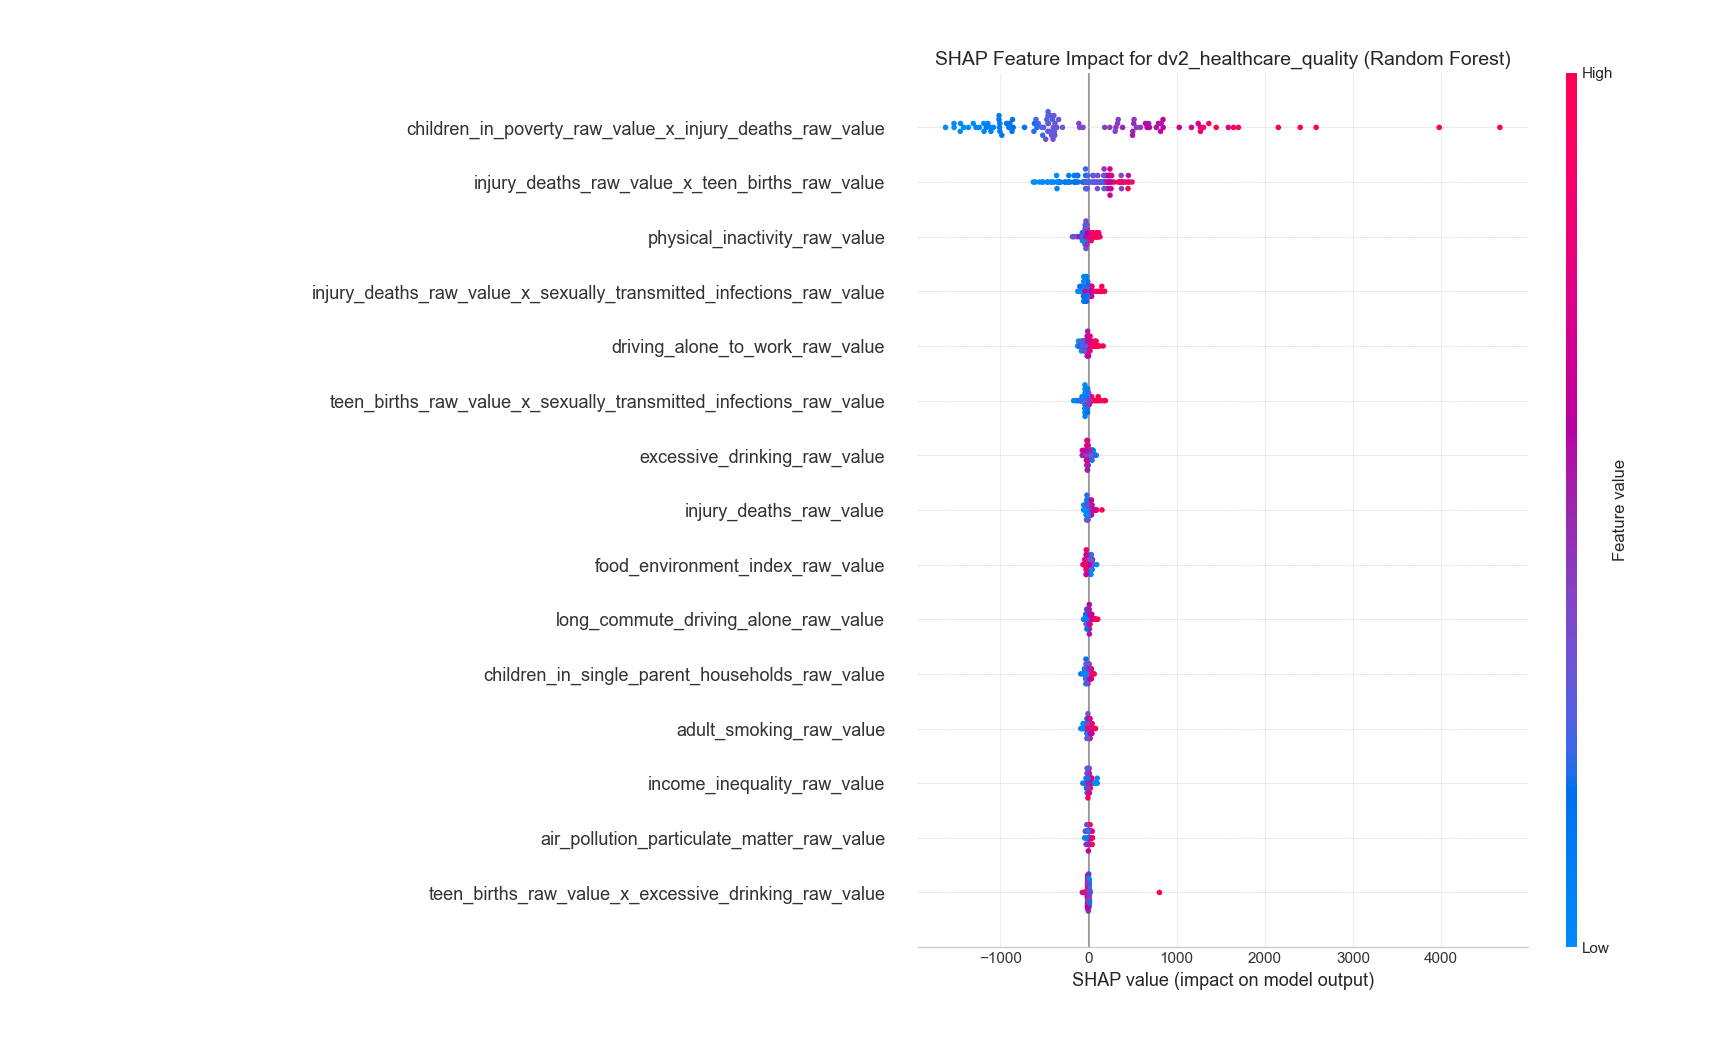 SHAP Feature Impact for dv2_healthcare_quality (Random Forest)
High
children_in_poverty_raw_value_x_injury_deaths_raw_value
injury_deaths_raw_value_x_teen_births_raw_value
physical_inactivity_raw_value
injury_deaths_raw_value_x_sexually_transmitted_infections_raw_value
driving_alone_to_work_raw_value
teen_births_raw_value_x_sexually_transmitted_infections_raw_value
excessive_drinking_raw_value
injury_deaths_raw_value
food_environment_index_raw_value
long_commute_driving_alone_raw_value
children_in_single_parent_households_raw_value
adult_smoking_raw_value
income_inequality_raw_value
air_pollution_particulate_matter_raw_value
teen_births_raw_value_x_excessive_drinking_raw_value
Feature value
Low
−1000 0 1000 2000 3000 4000
SHAP value (impact on model output)